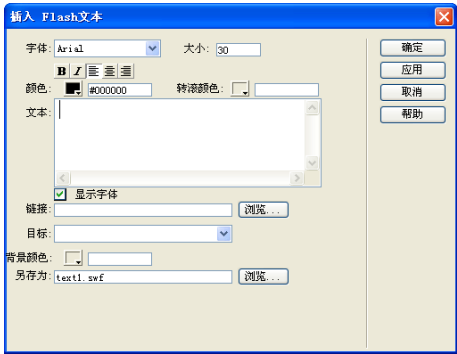 插入 Flash文本
字体: Arial 大小: 30 确定
B I 应用
颜色: #000000 转滚颜色: 取消
文本: 帮助
显示字体
链接: 浏览...
目标:
背景颜色:
另存为: text1.swf 浏览...